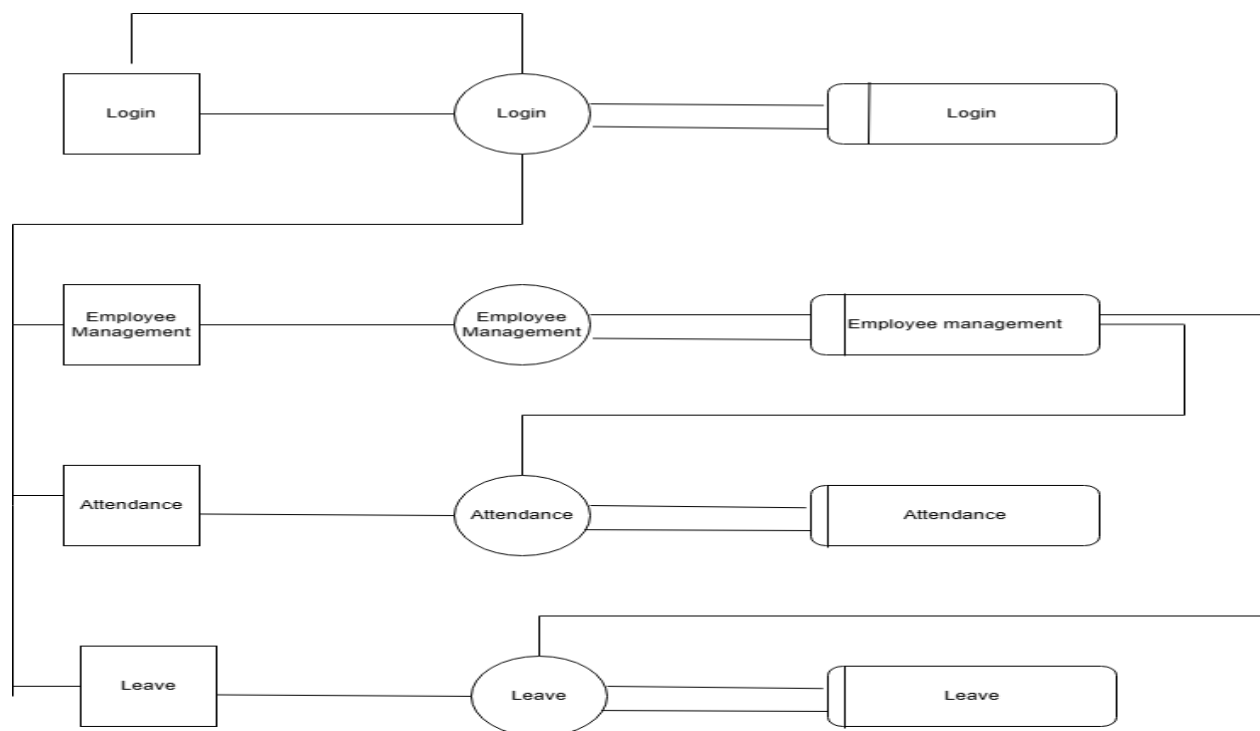 Login
Login
Login
Employee
Management
Employee
Management
Employee management
Attendance
Attendance
Attendance
Leave
Leave
Leave